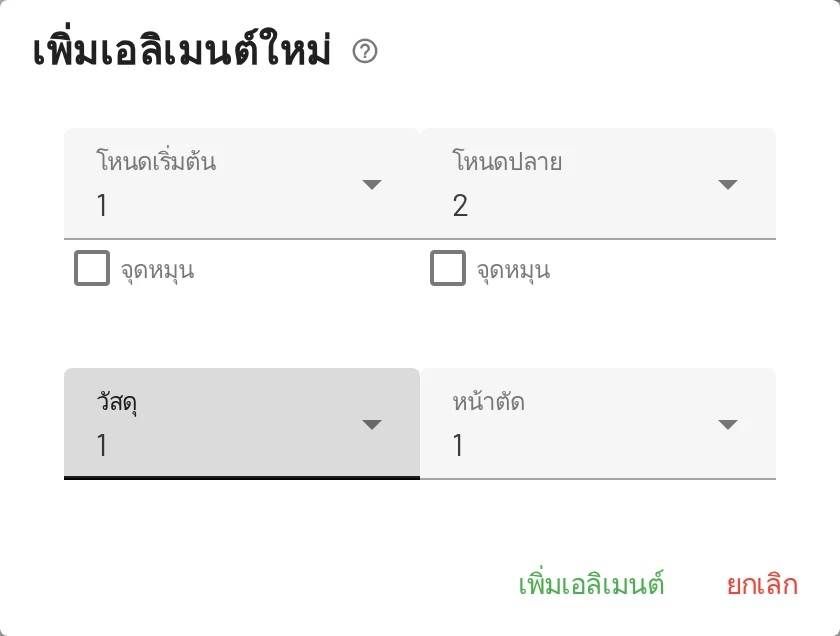 เพิ่มเอลิเมนต์ใหม่ ?
โหนดเริ่มต้น โหนดปลาย
1 2
จุดหมุน จุดหมุน
วัสดุ หน้าตัด
1 1
เพิ่มเอลิเมนต์ ยกเลิก